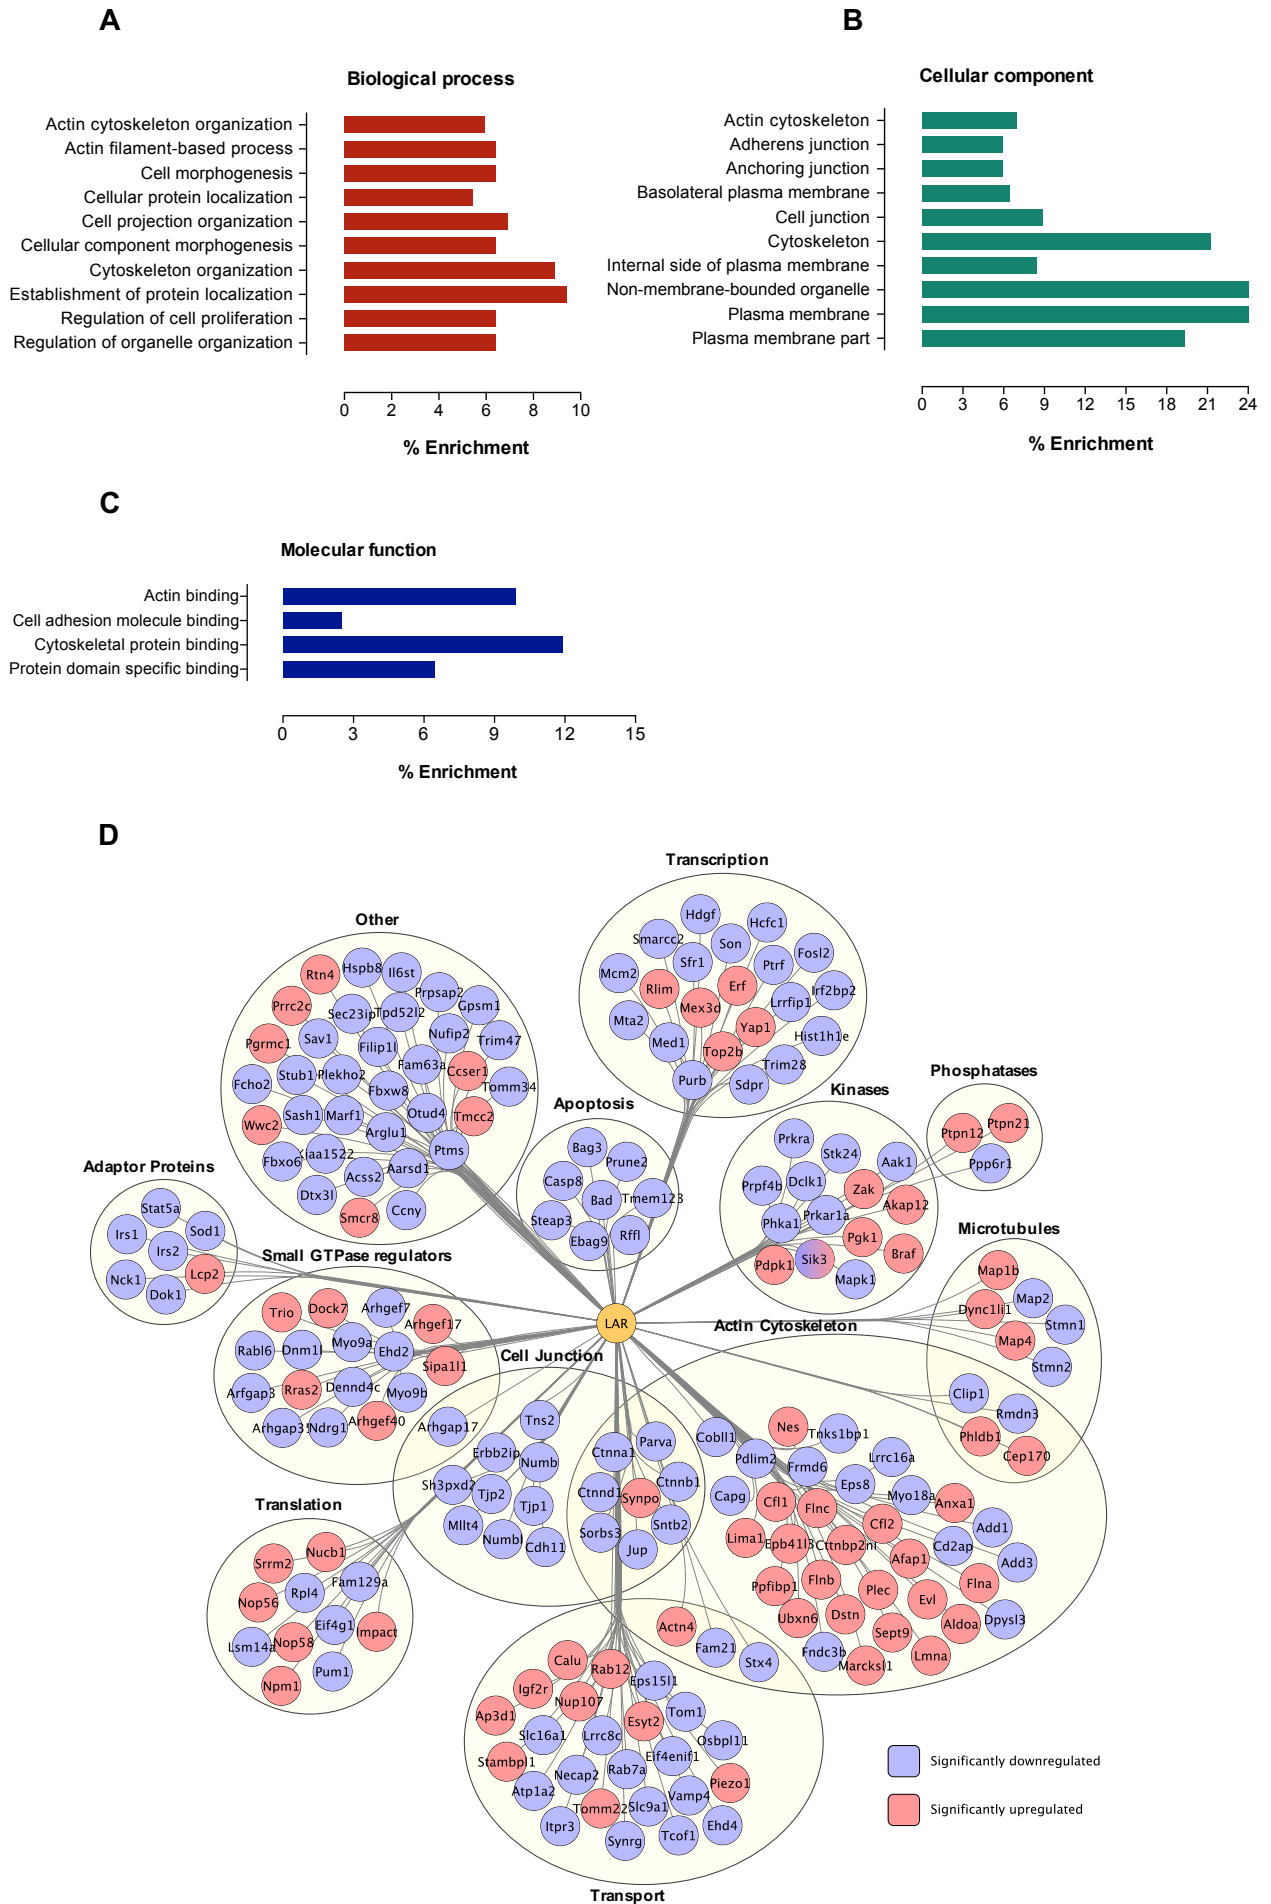 A
B
Biological process
Actin cytoskeleton organization
Actin filament-based process
Cell morphogenesis
Cellular protein localization
Cell projection organization
Cellular component morphogenesis
Cytoskeleton organization
Establishment of protein localization
Regulation of cell proliferation
Regulation of organelle organization
0 2 4 6 8 10
% Enrichment
Cellular component
Actin cytoskeleton
Adherens junction
Anchoring junction
Basolateral plasma membrane
Cell junction
Cytoskeleton
Internal side of plasma membrane
Non-membrane-bounded organelle
Plasma membrane
Plasma membrane part
0 3 6 9 12 15 18 21 24
% Enrichment
C
Molecular function
Actin binding
Cell adhesion molecule binding
Cytoskeletal protein binding
Protein domain specific binding
0 3 6 9 12 15
% Enrichment
D
Transcription
Hdgf
Hcfc1
Smarcc2
Son
Fosl2
Sfr1
Ptrf
Mcm2
Rlim
Erf
Irf2bp2
Mex3d
Lrrfip1
Mta2
Yap1
Hist1h1e
Med1
Top2b
Trim28
Purb
Sdpr
Other
Rtn4
Hspb8
Il6st
Prpsap2
Prrc2c
Sec23ip
Tpd52l2
Gpsm1
Pgrmc1
Sav1
Filip1l
Nufip2
Trim47
Fcho2
Stub1
Plekho2
Fam63a
Ccser1
Fbxw8
Tomm34
Wwc2
Sash1
Marf1
Otud4
Tmcc2
Arglu1
Ptms
Fbxo6
Kiaa1522
Acss2
Aarsd1
Dtx3l
Smcr8
Ccny
Apoptosis
Bag3
Prune2
Casp8
Bad
Tmem123
Steap3
Ebag9
Rffl
Kinases
Prkra
Stk24
Aak1
Prpf4b
Dclk1
Zak
Akap12
Phka1
Prkar1a
Pgk1
Braf
Pdpk1
Sik3
Mapk1
Phosphatases
Ptpn12
Ptpn21
Ppp6r1
Adaptor Proteins
Stat5a
Irs1
Sod1
Irs2
Nck1
Lcp2
Dok1
Microtubules
Map1b
Dync1li1
Map2
Stmn1
Map4
Stmn2
Clip1
Rmdn3
Phldb1
Cep170
LAR
Small GTPase regulators
Trio
Dock7
Arhgef7
Arhgef17
Rabl6
Dnm1l
Myo9a
Ehd2
Sipa1l1
Arfgap3
Rras2
Dennd4c
Myo9b
Ndrg1
Arhgef40
Arhgap17
Cell Junction
Tns2
Erbb2ip
Numb
Sh3pxd2
Tjp2
Tjp1
Mllt4
Numbl
Cdh11
Ctnna1
Parva
Ctnnd1
Synpo
Ctnnb1
Sorbs3
Sntb2
Jup
Actin Cytoskeleton
Cobll1
Nes
Tnks1bp1
Pdlim2
Frmd6
Lrrc16a
Capg
Cfl1
Flnc
Eps8
Myo18a
Anxa1
Lima1
Epb41l3
Cttnbp2nl
Cfl2
Cd2ap
Add1
Afap1
Add3
Ppfibp1
Flnb
Plec
Flna
Ubxn6
Dstn
Evl
Aldoa
Dpysl3
Fndc3b
Sept9
Marcksl1
Lmna
Actn4
Fam21
Stx4
Translation
Srrm2
Nucb1
Nop56
Rpl4
Fam129a
Lsm14a
Nop58
Eif4g1
Impact
Npm1
Pum1
Calu
Rab12
Eps15l1
Igf2r
Nup107
Ap3d1
Esyt2
Tom1
Slc16a1
Lrrc8c
Osbpl11
Stambpl1
Necap2
Rab7a
Eif4enif1
Atp1a2
Piezo1
Tomm22
Slc9a1
Vamp4
Itpr3
Synrg
Tcof1
Ehd4
Transport
Significantly downregulated
Significantly upregulated